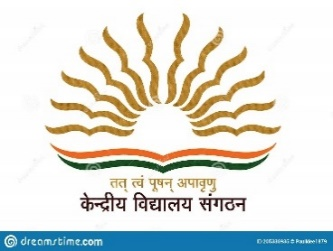 तत् त्वं पूषन् अपावृणु
केन्द्रीय विद्यालय संगठन
dreamstime.com